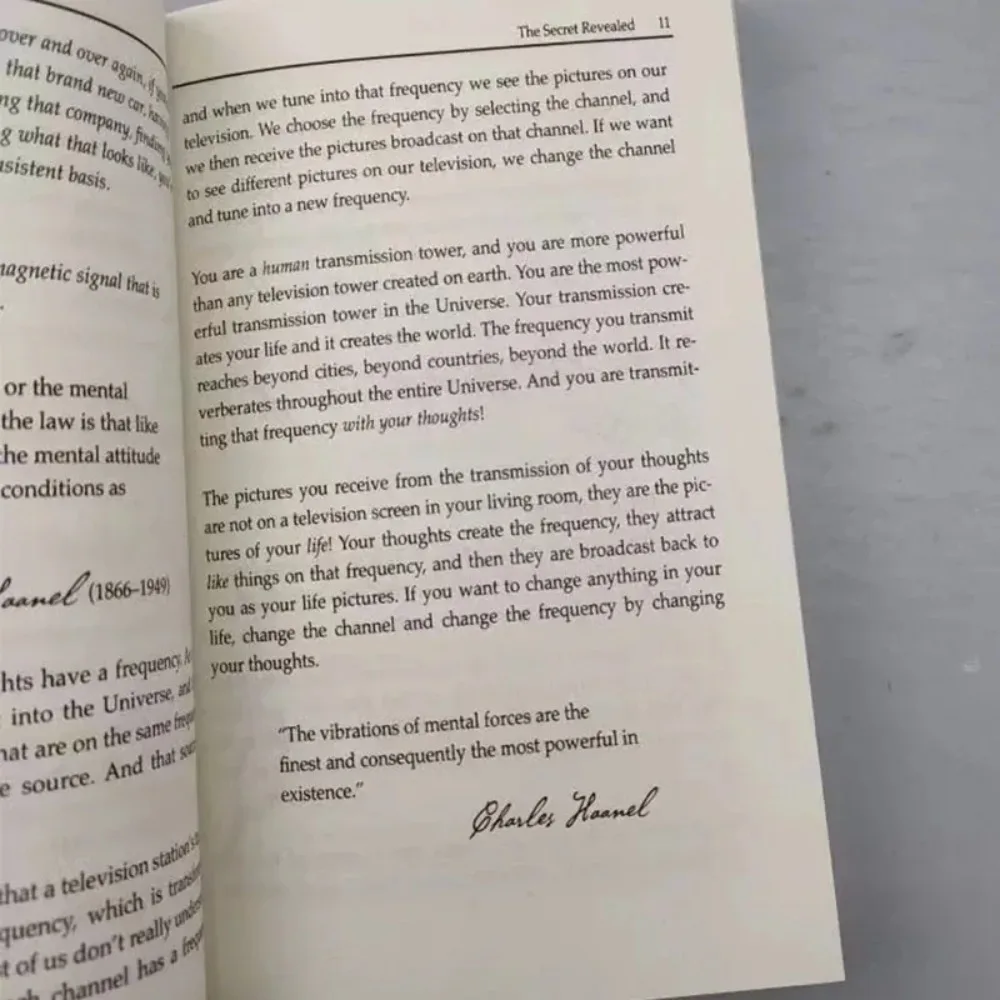 over and over again, if you
that brand new car, having
ng that company, finding
g what that looks like, you
nsistent basis.
magnetic signal that is
or the mental
the law is that like
the mental attitude
conditions as
Haanel (1866–1949)
hts have a frequency.
into the Universe, and
hat are on the same
e source. And that
that a television station's
quency, which is
t of us don't really
channel has a
The Secret Revealed 11
and when we tune into that frequency we see the pictures on our
television. We choose the frequency by selecting the channel, and
we then receive the pictures broadcast on that channel. If we want
to see different pictures on our television, we change the channel
and tune into a new frequency.
You are a human transmission tower, and you are more powerful
than any television tower created on earth. You are the most pow-
erful transmission tower in the Universe. Your transmission cre-
ates your life and it creates the world. The frequency you transmit
reaches beyond cities, beyond countries, beyond the world. It re-
verberates throughout the entire Universe. And you are transmit-
ting that frequency with your thoughts!
The pictures you receive from the transmission of your thoughts
are not on a television screen in your living room, they are the pic-
tures of your life! Your thoughts create the frequency, they attract
like things on that frequency, and then they are broadcast back to
you as your life pictures. If you want to change anything in your
life, change the channel and change the frequency by changing
your thoughts.
"The vibrations of mental forces are the
finest and consequently the most powerful in
existence."
Charles Haanel